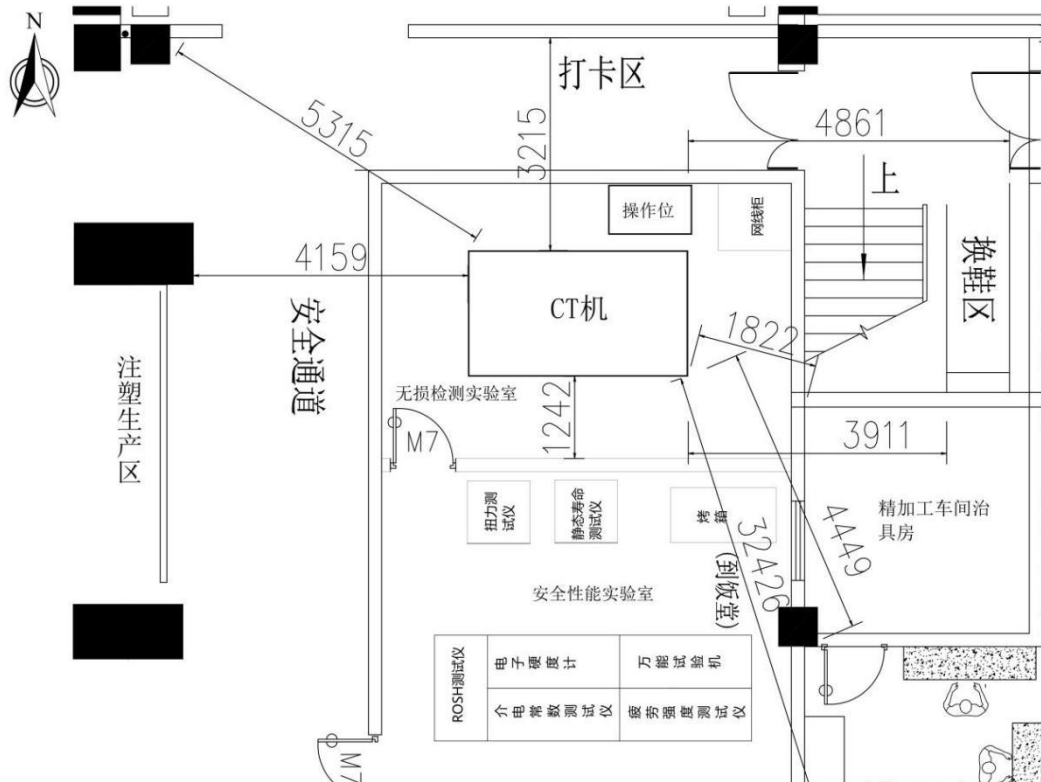 N
打卡区
5315
3215
4861
上
操作位
网线柜
换鞋区
4159
CT机
1822
安全通道
注塑生产区
无损检测实验室
1242
M7
3911
扭力测
试仪
静态寿命
测试仪
烤箱
精加工车间治
具房
4449
32426
(到饭堂)
安全性能实验室
ROSH测试仪
电子硬度计
万能试验机
介电常数测试仪
疲劳强度测试仪
M7